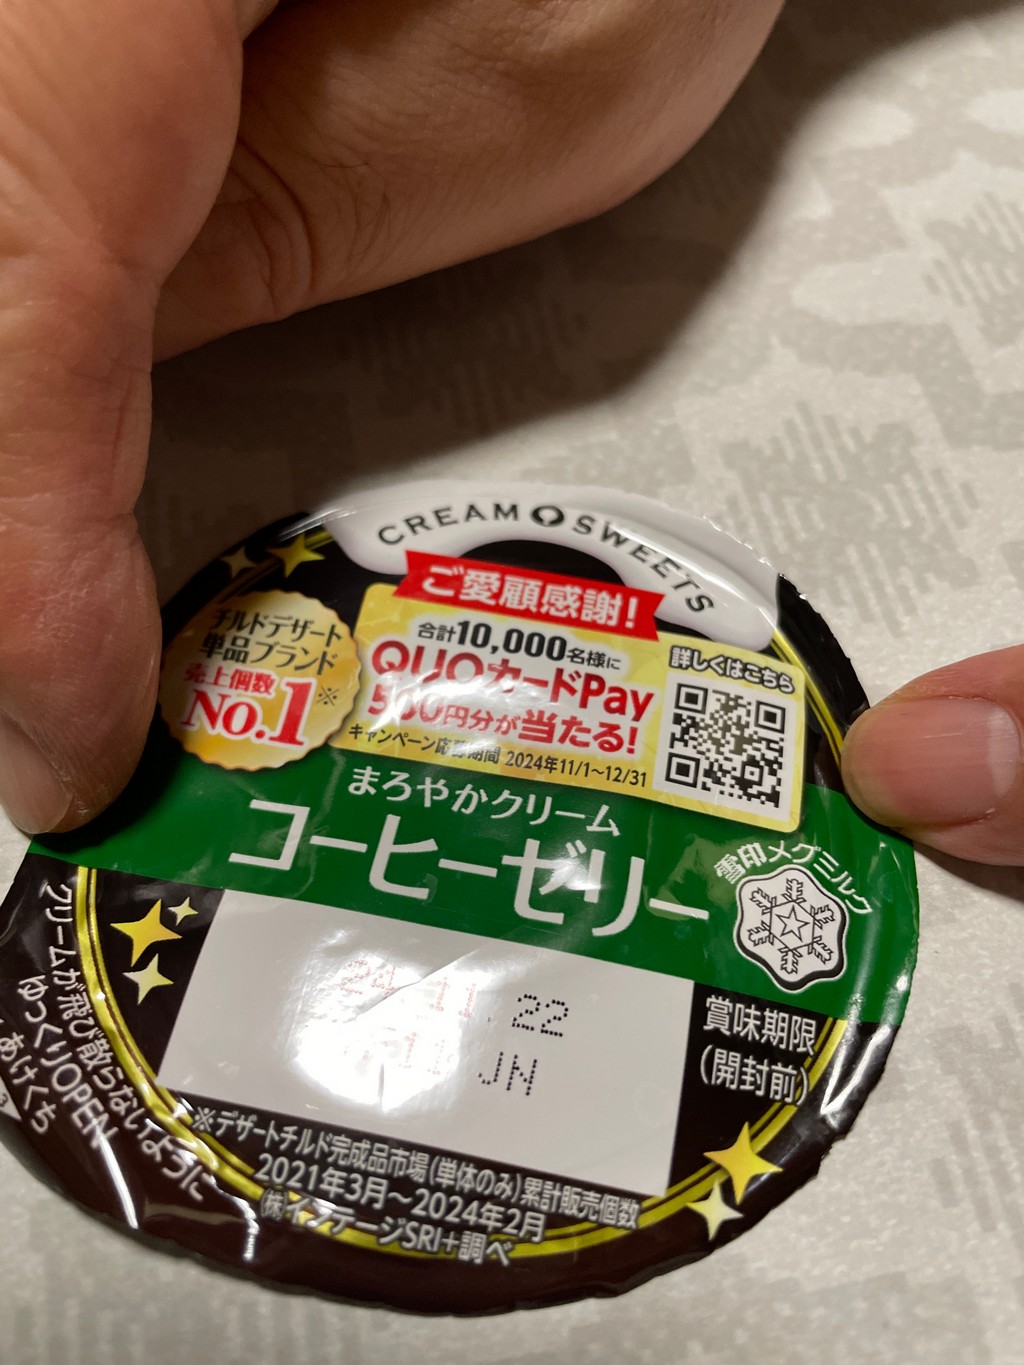 CREAM SWEETS
ご愛顧感謝!
合計10,000名様に
QUOカードPay
500円分が当たる!
キャンペーン応募期間 2024年11/1〜12/31
詳しくはこちら
チルドデザート
単品ブランド
売上個数
No.1※
まろやかクリーム
コーヒーゼリー
雪印メグミルク
24.11.22
JN
賞味期限
(開封前)
※デザートチルド完成品市場(単体のみ)累計販売個数
2021年3月〜2024年2月
(株)インテージSRI+調べ
クリームが飛び散らないように
ゆっくりOPEN
あけくち